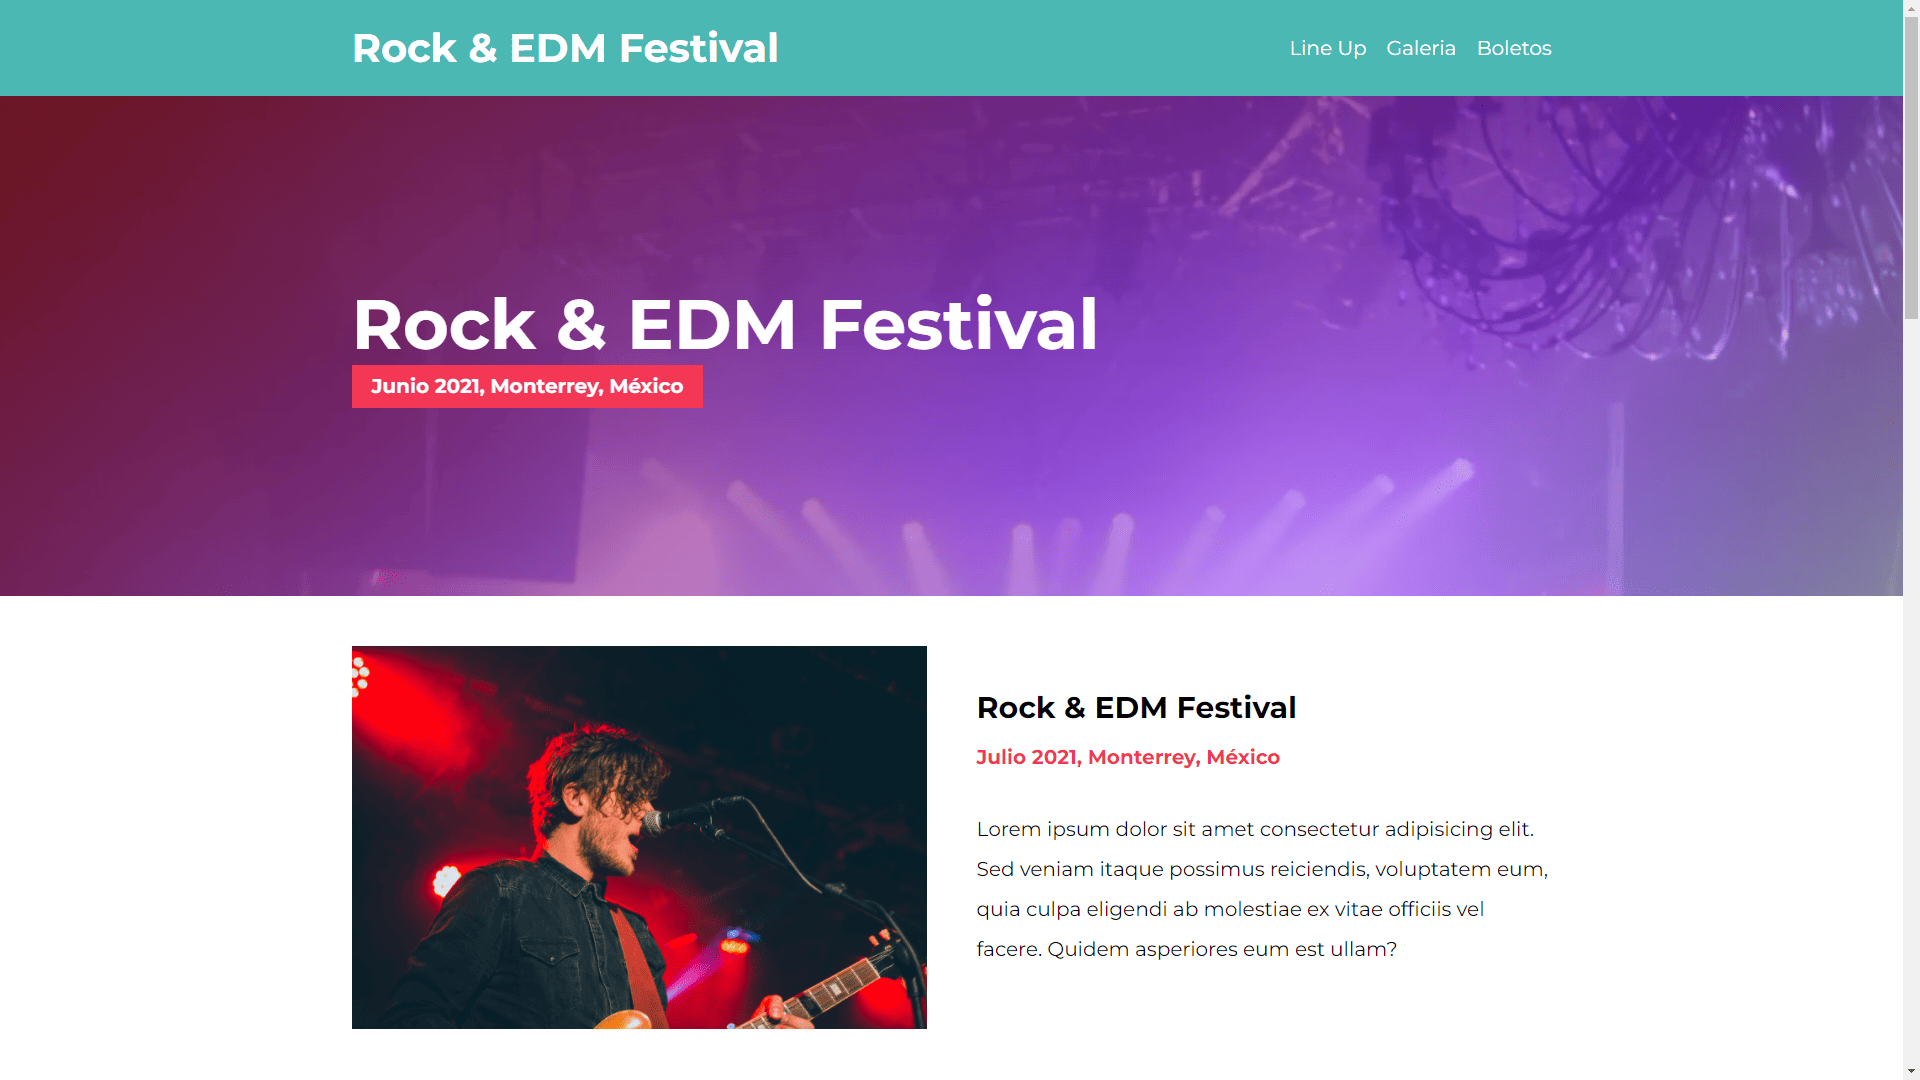 Rock & EDM Festival
Line Up Galeria Boletos
Rock & EDM Festival
Junio 2021, Monterrey, México
Rock & EDM Festival
Julio 2021, Monterrey, México
Lorem ipsum dolor sit amet consectetur adipisicing elit.
Sed veniam itaque possimus reiciendis, voluptatem eum,
quia culpa eligendi ab molestiae ex vitae officiis vel
facere. Quidem asperiores eum est ullam?